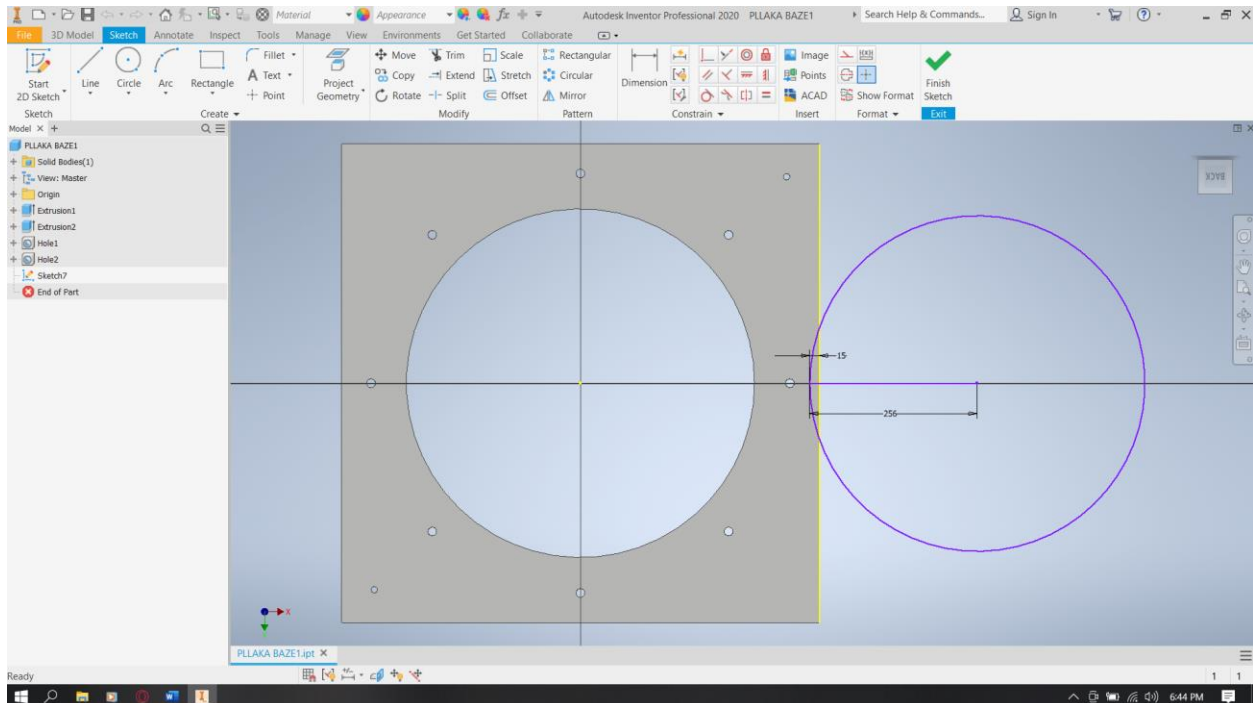 Material Appearance fx Autodesk Inventor Professional 2020 PLLAKA BAZE1 Search Help & Commands... Sign In
File 3D Model Sketch Annotate Inspect Tools Manage View Environments Get Started Collaborate
Start 2D Sketch
Line
Circle
Arc
Rectangle
Fillet
A Text
Point
Project Geometry
Move
Trim
Scale
Copy
Extend
Stretch
Rotate
Split
Offset
Rectangular
Circular
Mirror
Dimension
Image
Points
ACAD
Show Format
Finish Sketch
Sketch
Create
Modify
Pattern
Constrain
Insert
Format
Exit
Model
PLLAKA BAZE1
Solid Bodies(1)
View: Master
Origin
Extrusion1
Extrusion2
Hole1
Hole2
Sketch7
End of Part
BACK
15
256
X
PLLAKA BAZE1.ipt
Ready
1 1
6:44 PM